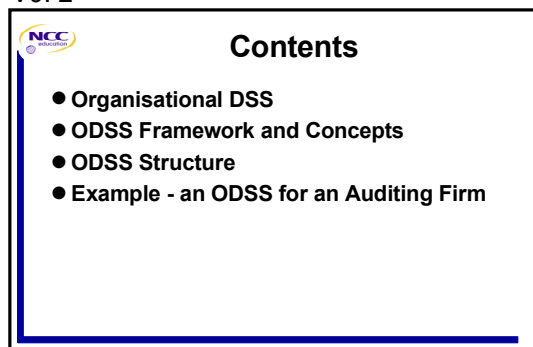 NCC
education
Contents
● Organisational DSS
● ODSS Framework and Concepts
● ODSS Structure
● Example - an ODSS for an Auditing Firm